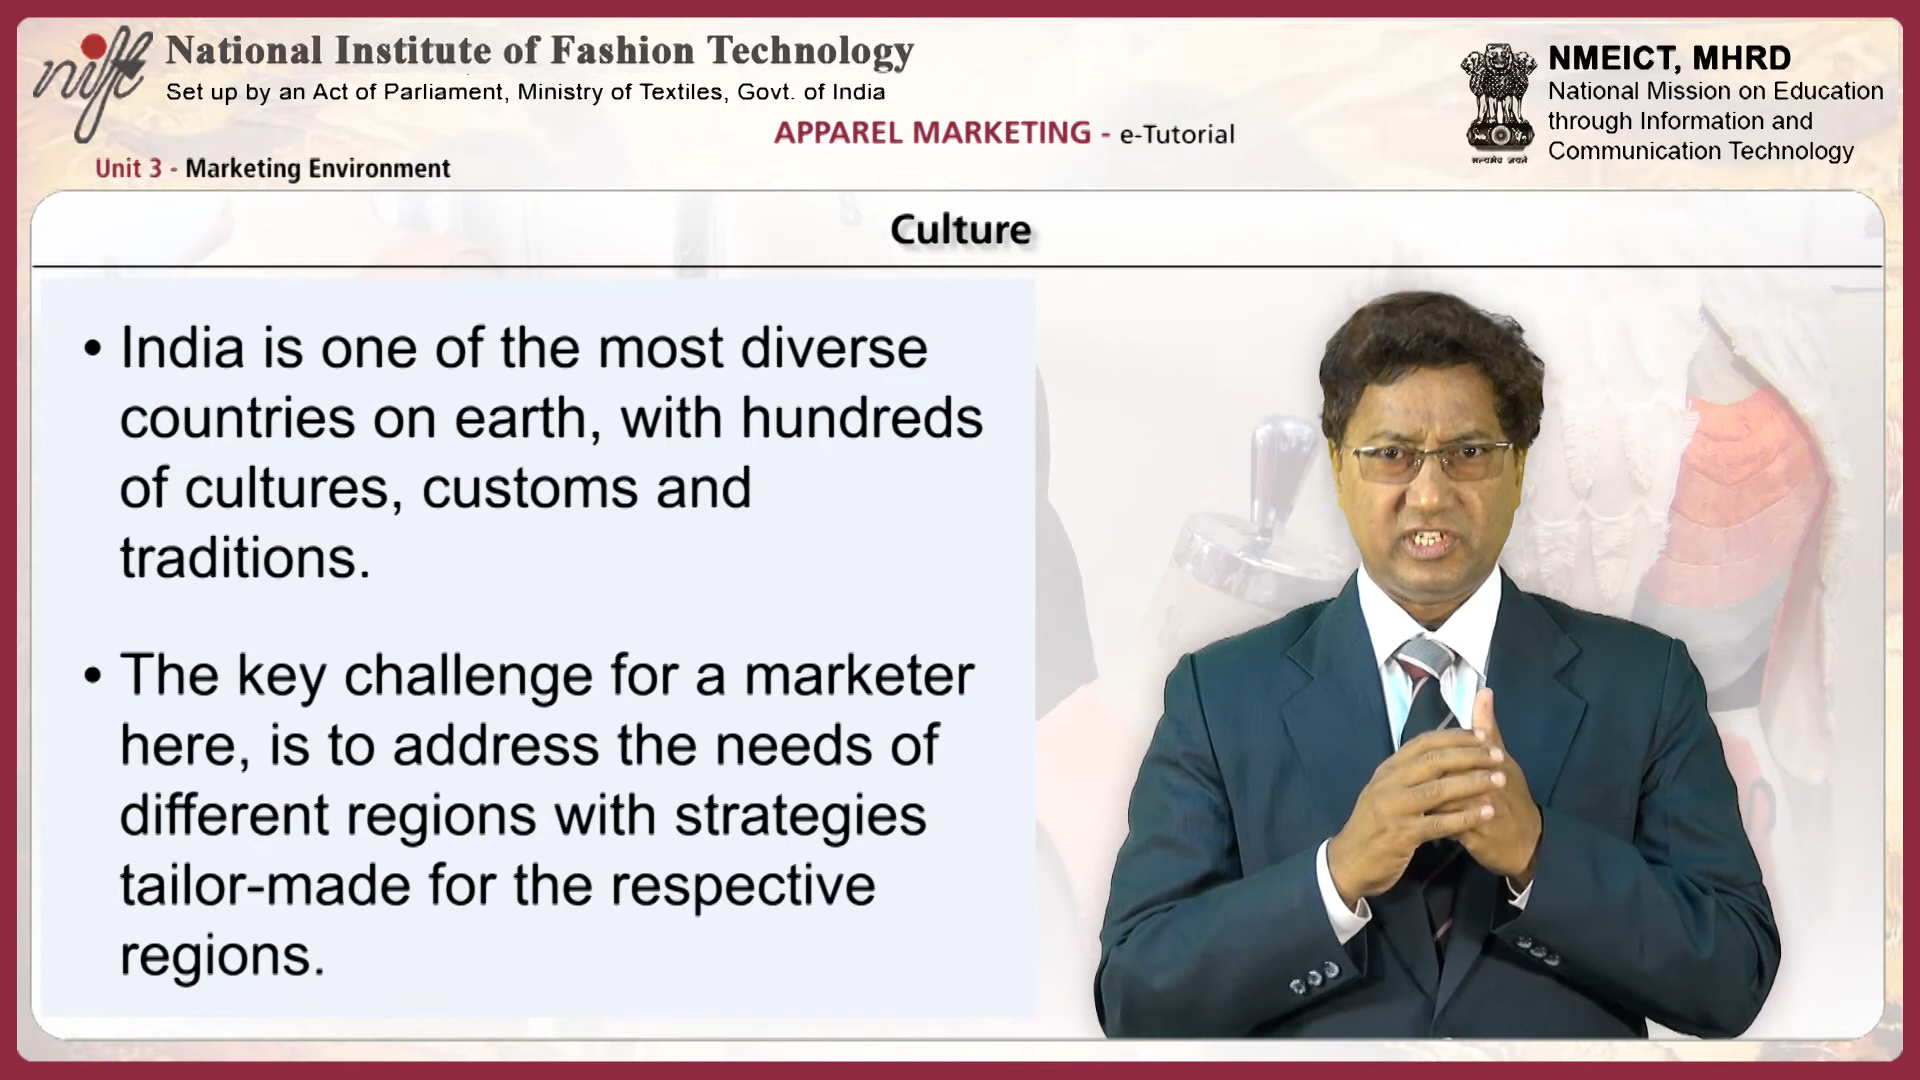 nift
National Institute of Fashion Technology
Set up by an Act of Parliament, Ministry of Textiles, Govt. of India
APPAREL MARKETING - e-Tutorial
Unit 3 - Marketing Environment
NMEICT, MHRD
National Mission on Education
through Information and
Communication Technology
सत्यमेव जयते
Culture
• India is one of the most diverse
countries on earth, with hundreds
of cultures, customs and
traditions.
• The key challenge for a marketer
here, is to address the needs of
different regions with strategies
tailor-made for the respective
regions.